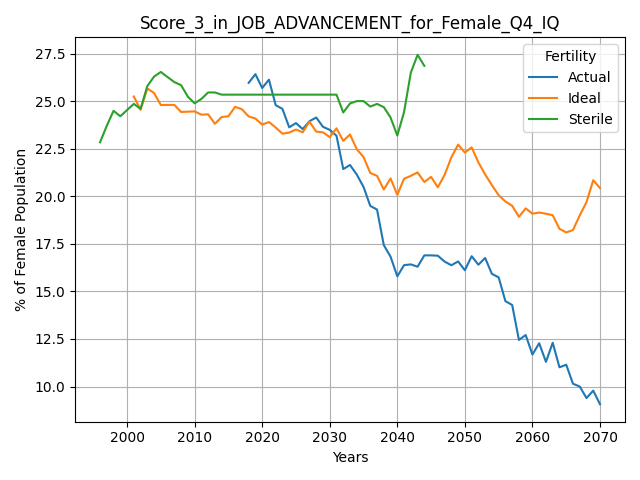 Score_3_in_JOB_ADVANCEMENT_for_Female_Q4_IQ
% of Female Population
27.5
25.0
22.5
20.0
17.5
15.0
12.5
10.0
Fertility
Actual
Ideal
Sterile
2000 2010 2020 2030 2040 2050 2060 2070
Years